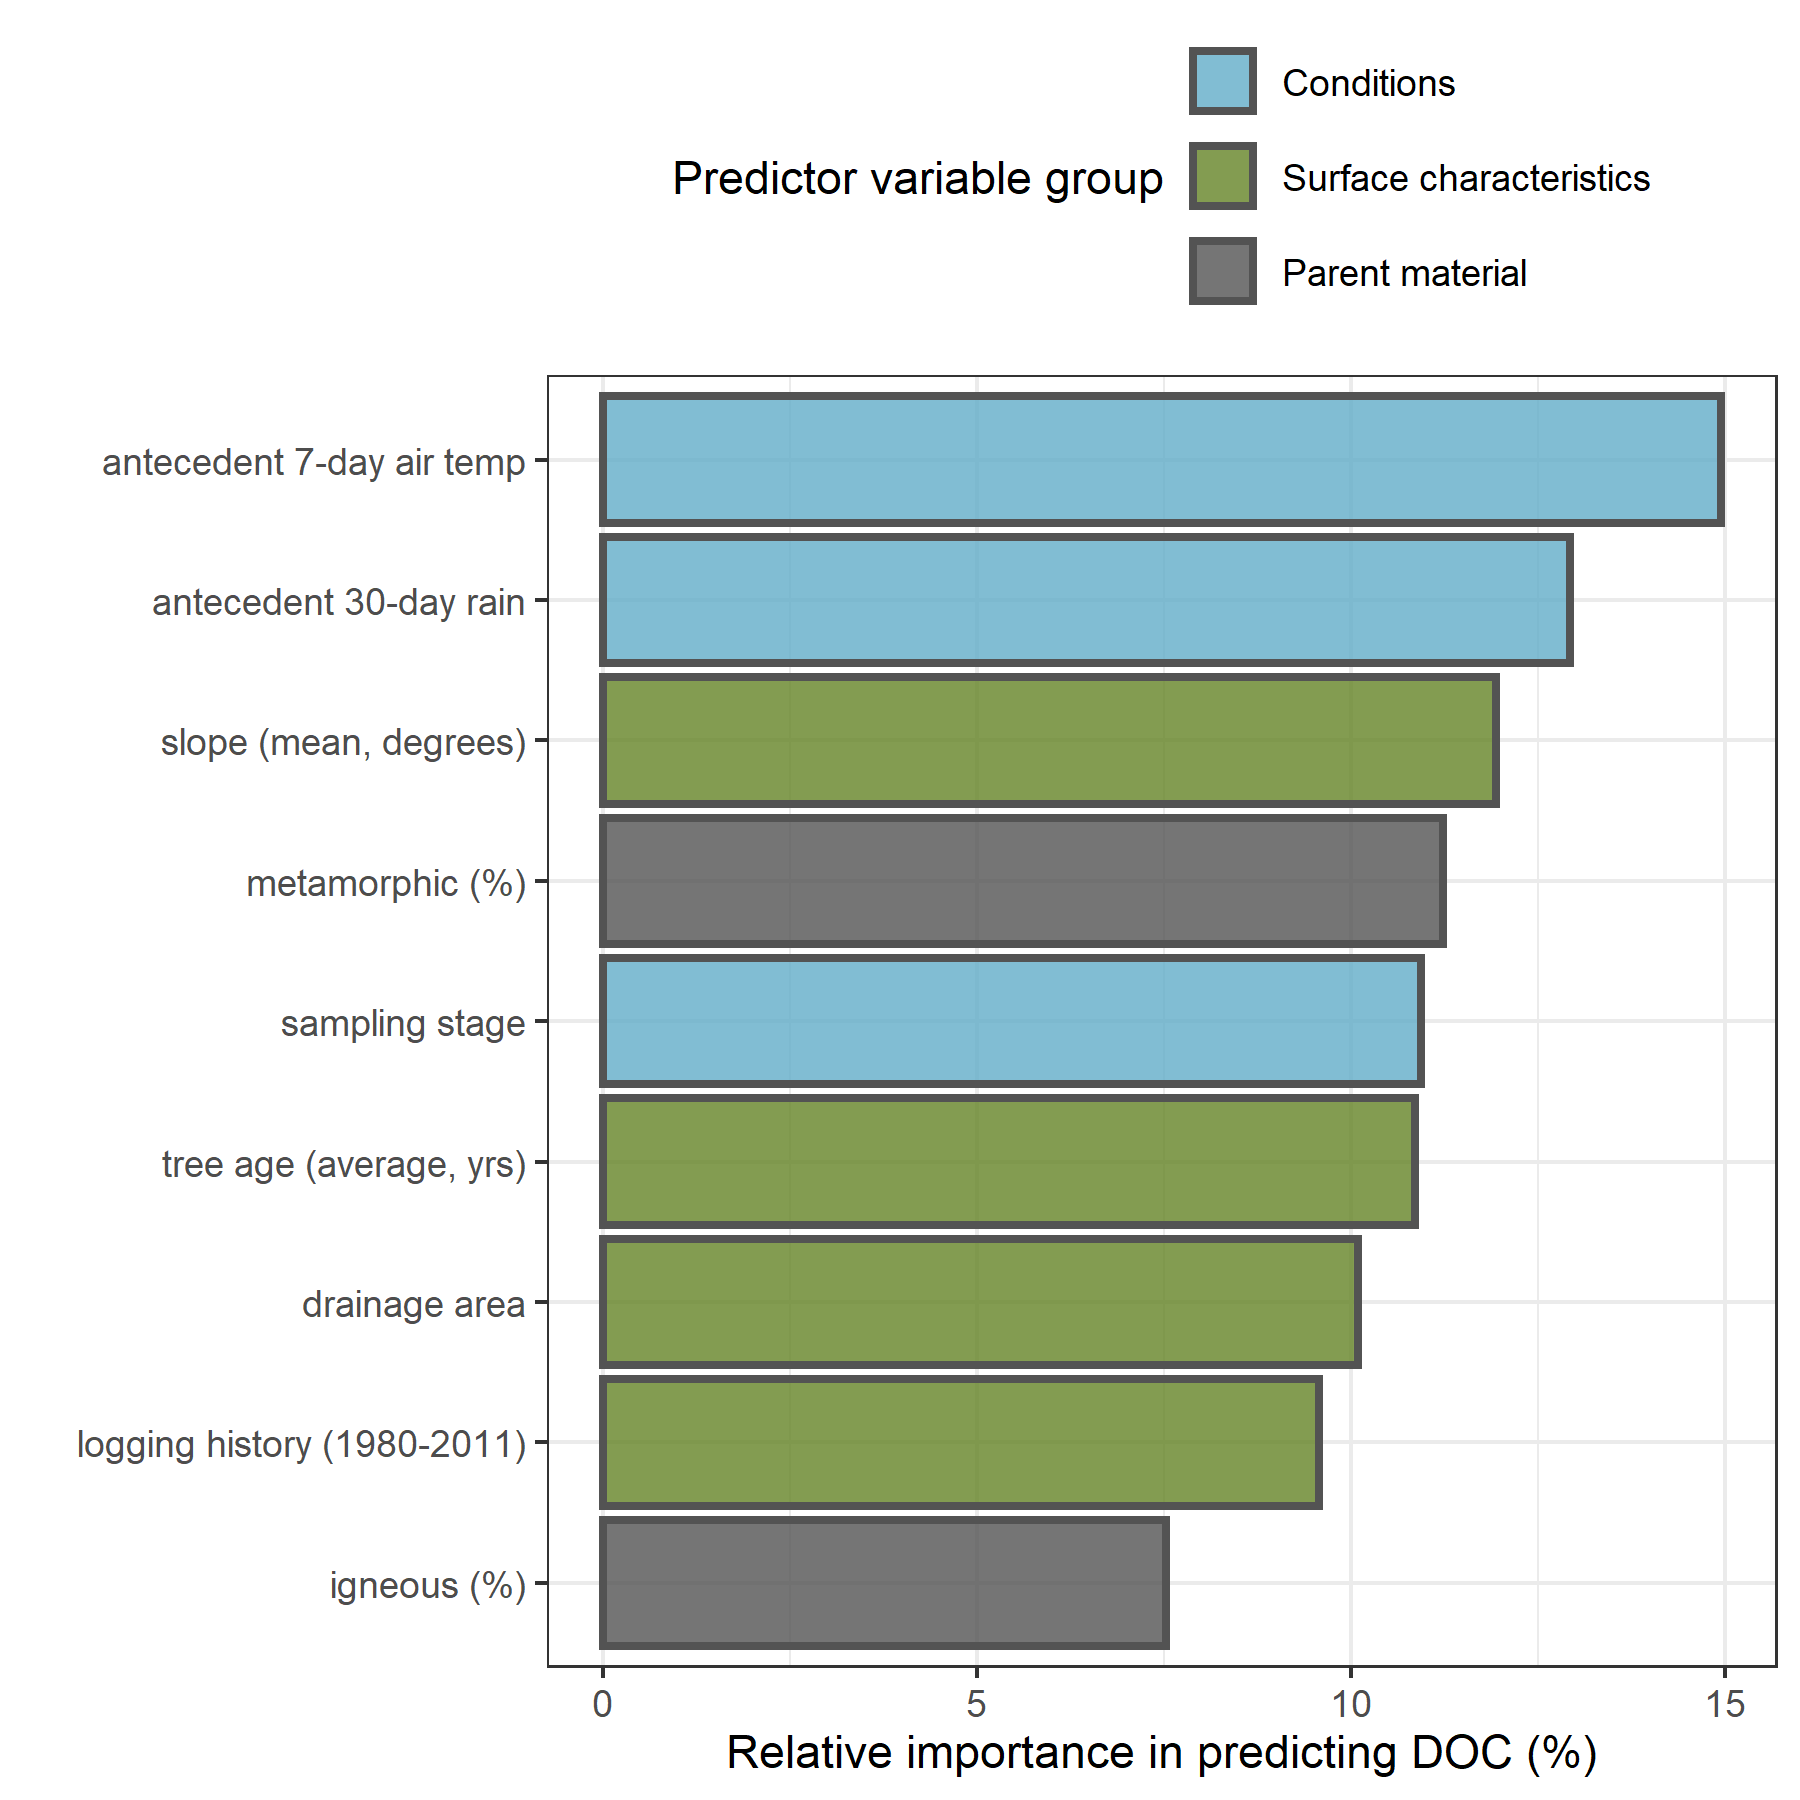 Predictor variable group
Conditions
Surface characteristics
Parent material
antecedent 7-day air temp
antecedent 30-day rain
slope (mean, degrees)
metamorphic (%)
sampling stage
tree age (average, yrs)
drainage area
logging history (1980-2011)
igneous (%)
0 5 10 15
Relative importance in predicting DOC (%)